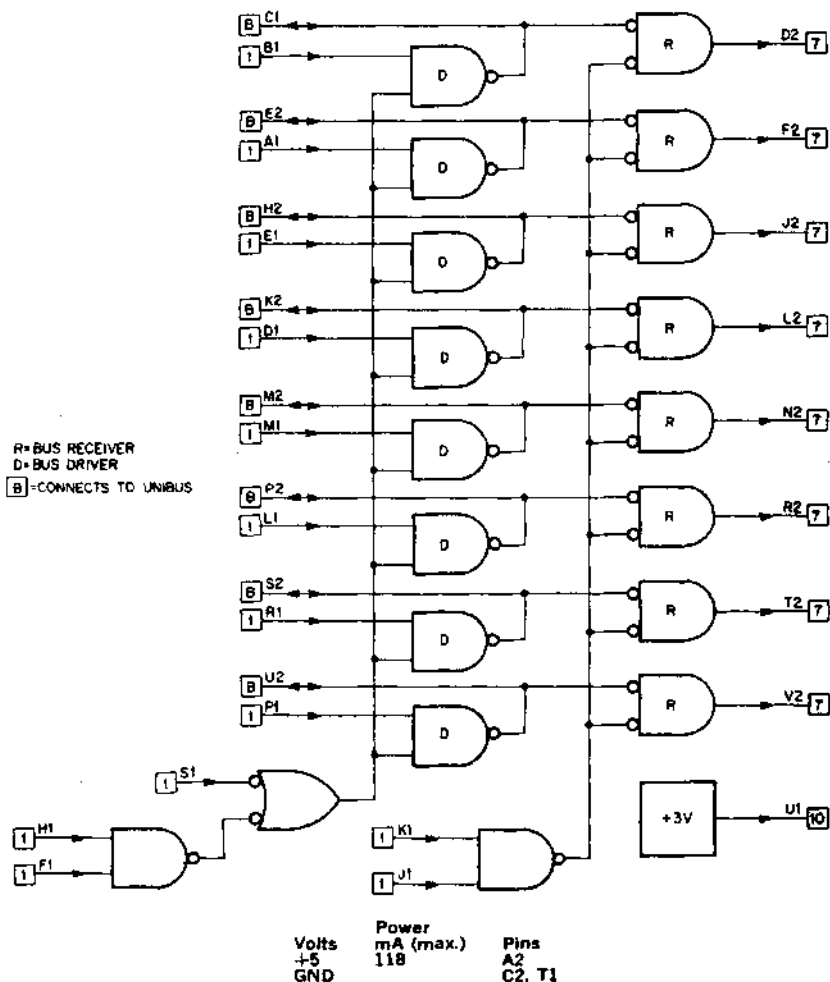 B C1 D2 7
1 B1 D R
B E2 F2 7
1 A1 D R
B H2 J2 7
1 E1 D R
B K2 L2 7
1 D1 D R
B M2 N2 7
1 M1 D R
R=BUS RECEIVER
D=BUS DRIVER
B =CONNECTS TO UNIBUS
B P2 R2 7
1 L1 D R
B S2 T2 7
1 R1 D R
B U2 V2 7
1 P1 D R
1 S1
1 H1
1 F1
1 K1
1 J1
+3V U1 10
Power
Volts mA (max.) Pins
+5 118 A2
GND C2, T1